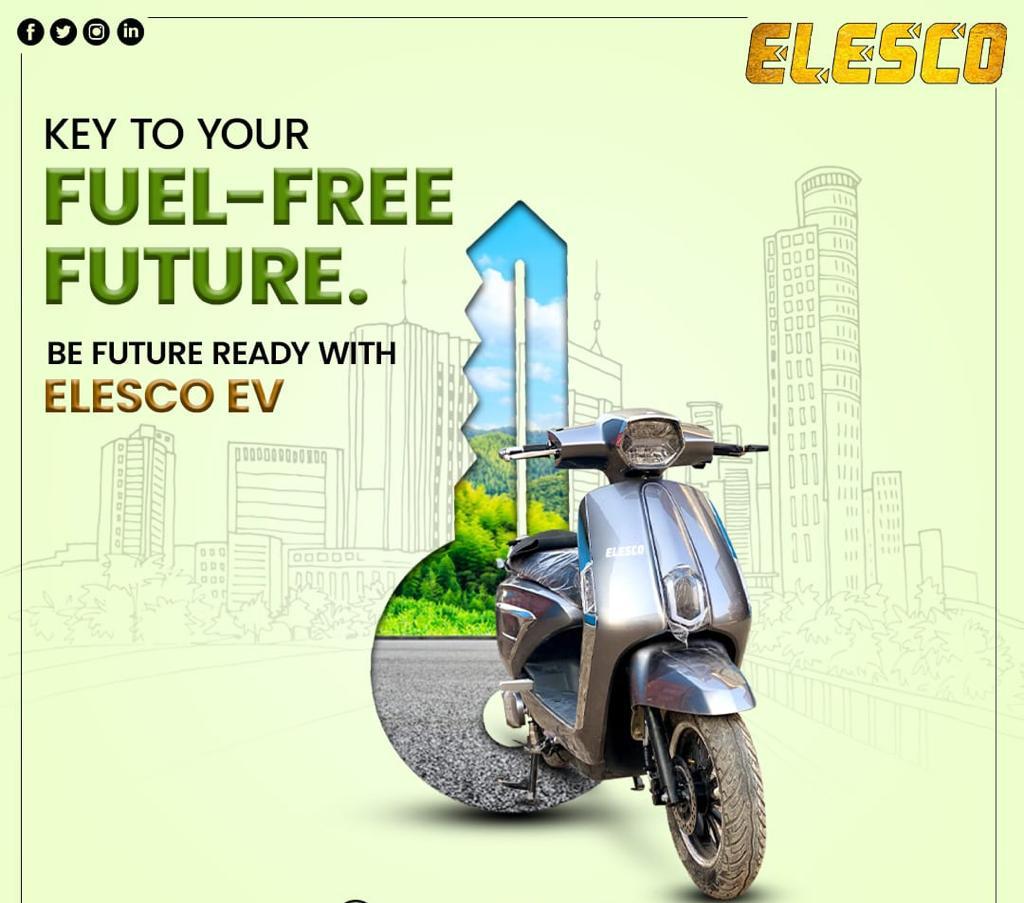 ELESCO
KEY TO YOUR
FUEL-FREE
FUTURE.
BE FUTURE READY WITH
ELESCO EV
ELESCO